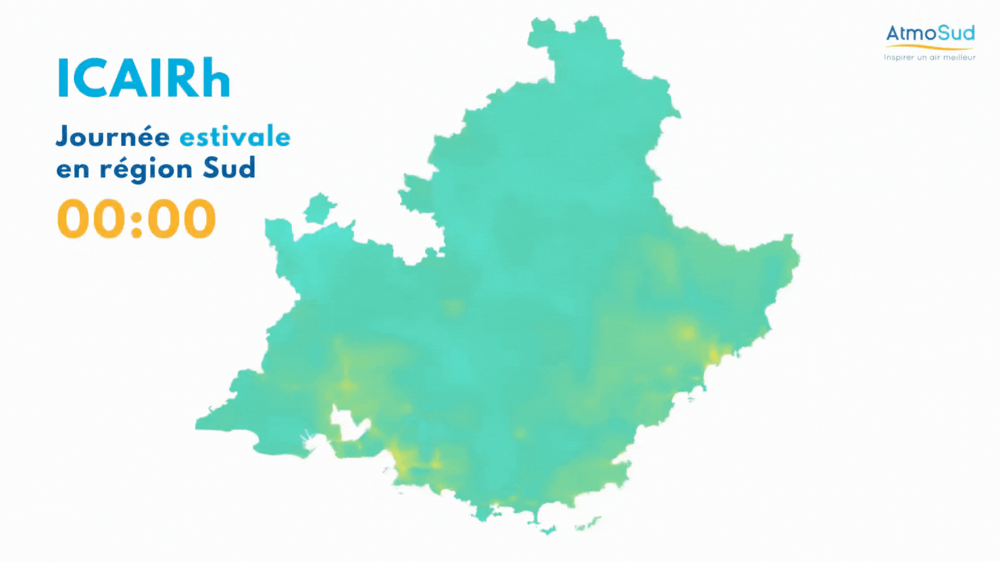 ICAIRh
Journée estivale
en région Sud
00:00
AtmoSud
Inspirer un air meilleur